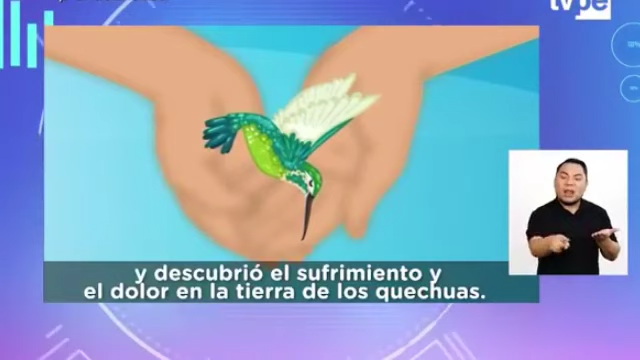 tvpe
y descubrió el sufrimiento y
el dolor en la tierra de los quechuas.